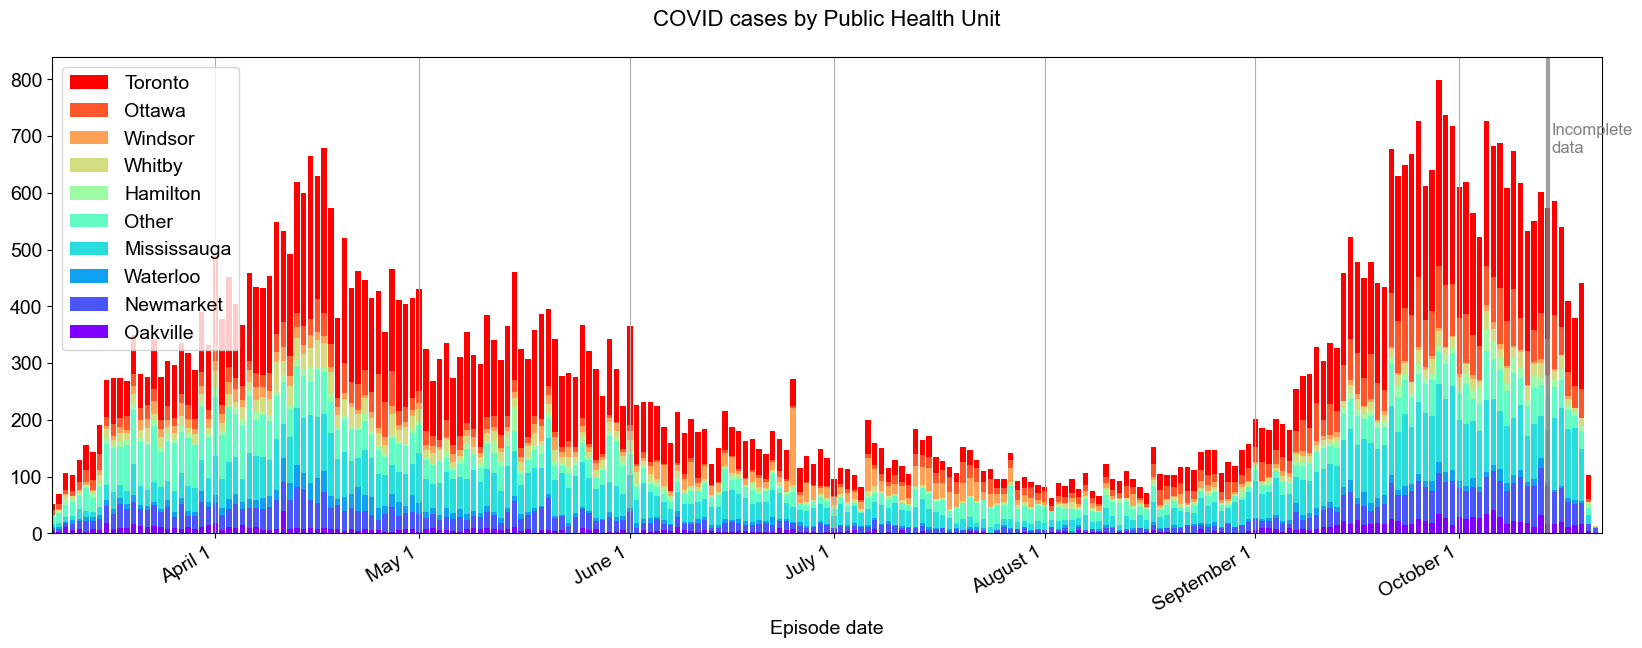 COVID cases by Public Health Unit
800
700
600
500
400
300
200
100
0
Toronto
Ottawa
Windsor
Whitby
Hamilton
Other
Mississauga
Waterloo
Newmarket
Oakville
Incomplete
data
April 1
May 1
June 1
July 1
August 1
September 1
October 1
Episode date